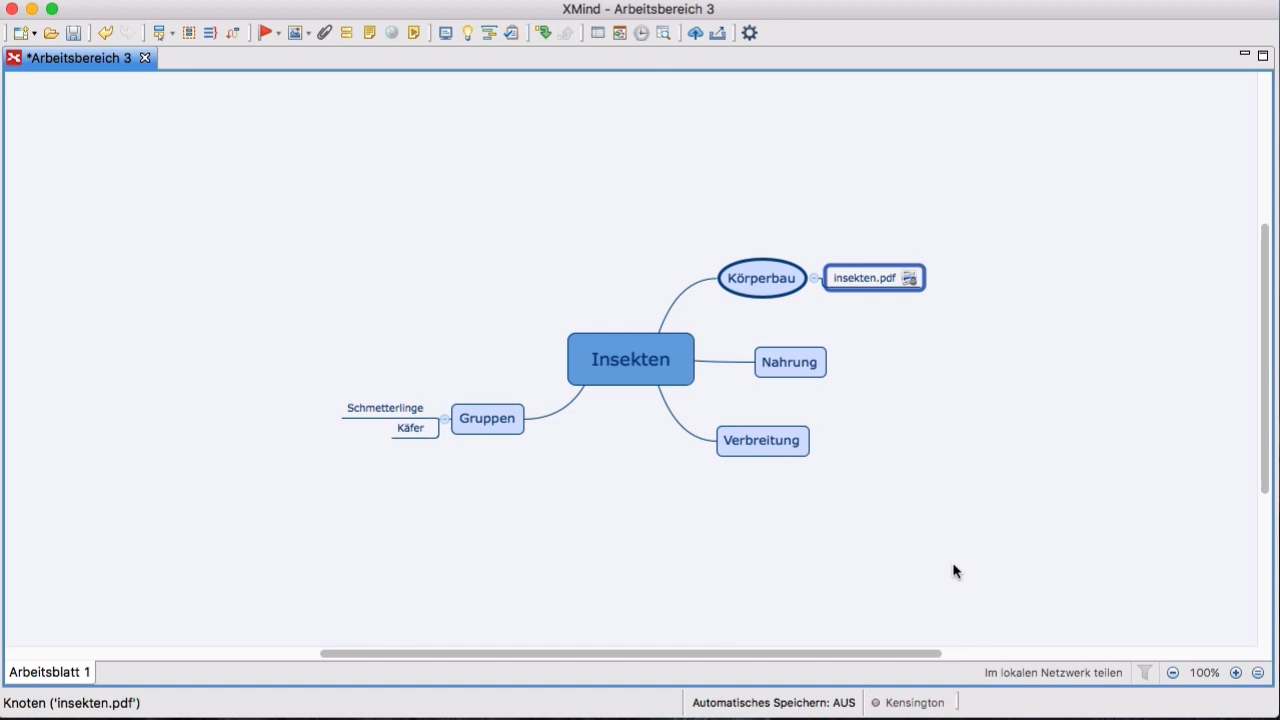 XMind - Arbeitsbereich 3
*Arbeitsbereich 3
Körperbau
insekten.pdf
Insekten
Nahrung
Schmetterlinge
Käfer
Gruppen
Verbreitung
Arbeitsblatt 1
Im lokalen Netzwerk teilen
100%
Knoten ('insekten.pdf')
Automatisches Speichern: AUS
Kensington